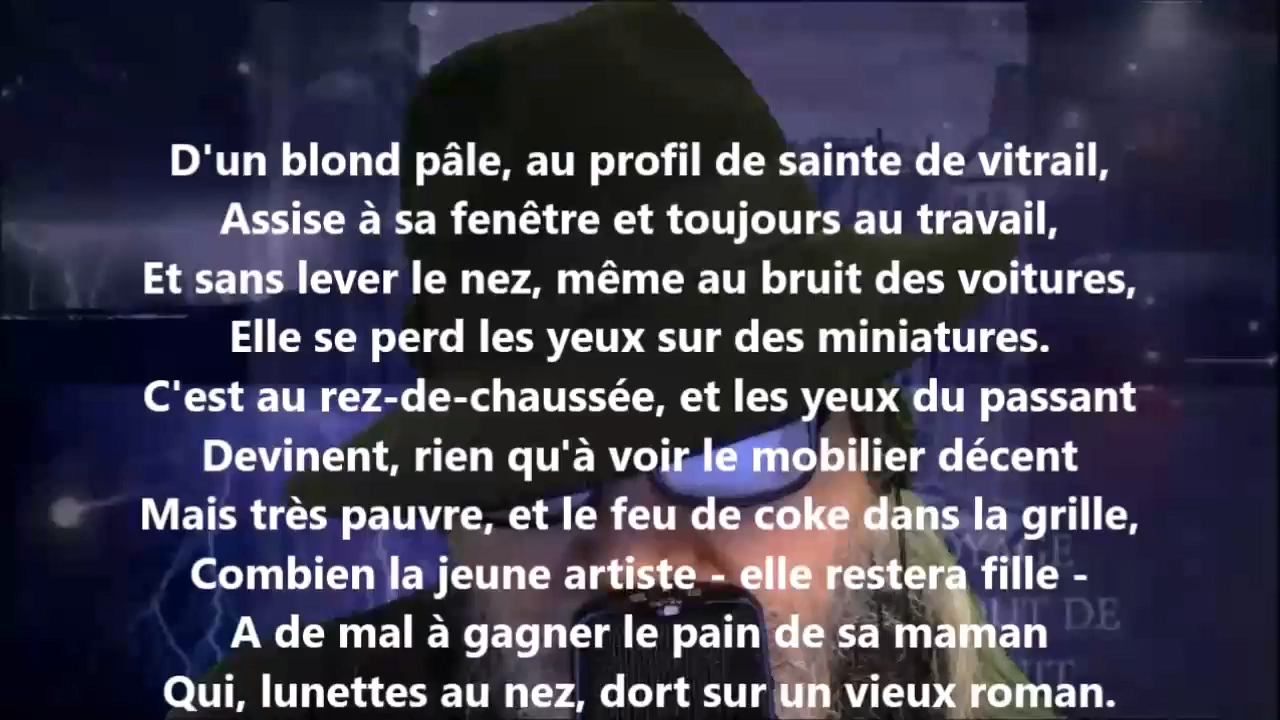 D'un blond pâle, au profil de sainte de vitrail,
Assise à sa fenêtre et toujours au travail,
Et sans lever le nez, même au bruit des voitures,
Elle se perd les yeux sur des miniatures.
C'est au rez-de-chaussée, et les yeux du passant
Devinent, rien qu'à voir le mobilier décent
Mais très pauvre, et le feu de coke dans la grille,
Combien la jeune artiste - elle restera fille -
A de mal à gagner le pain de sa maman
Qui, lunettes au nez, dort sur un vieux roman.
DE